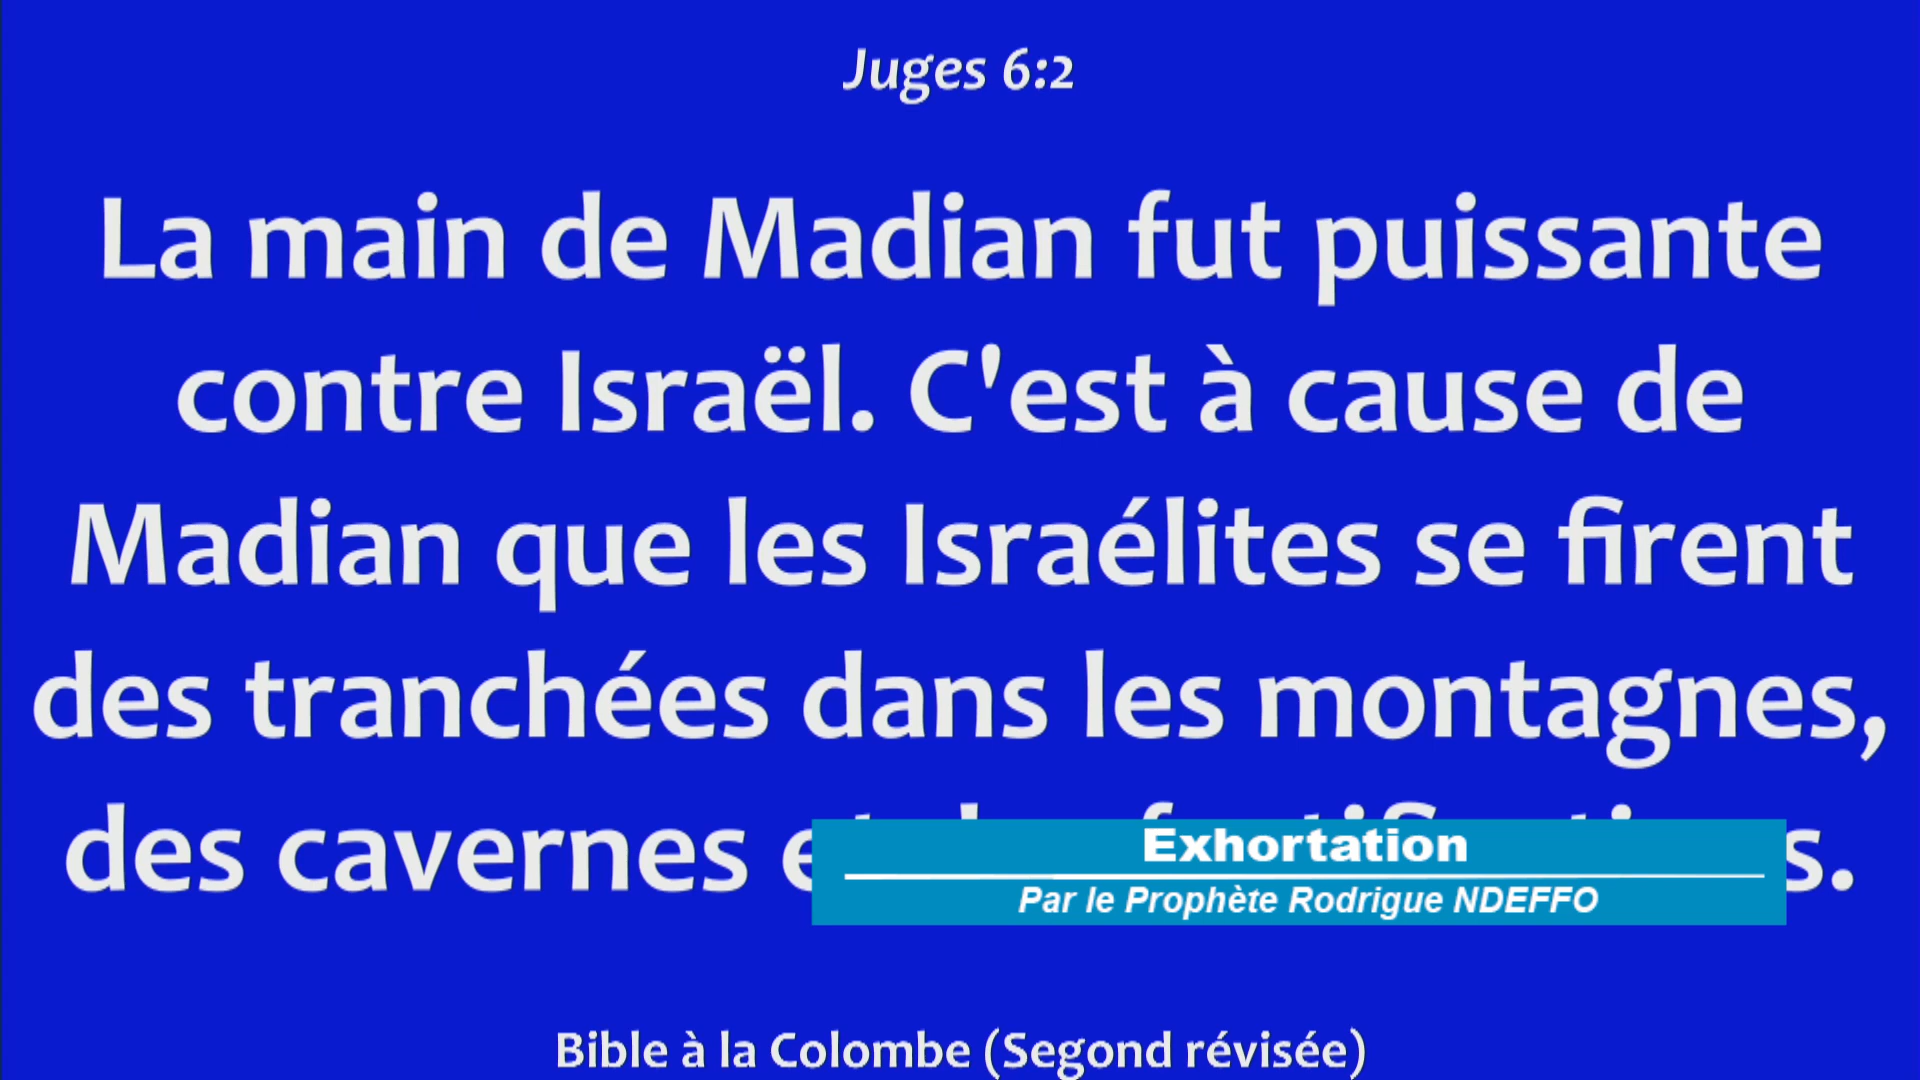 Juges 6:2
La main de Madian fut puissante
contre Israël. C'est à cause de
Madian que les Israélites se firent
des tranchées dans les montagnes,
des cavernes
Exhortation
Par le Prophète Rodrigue NDEFFO
Bible à la Colombe (Segond révisée)